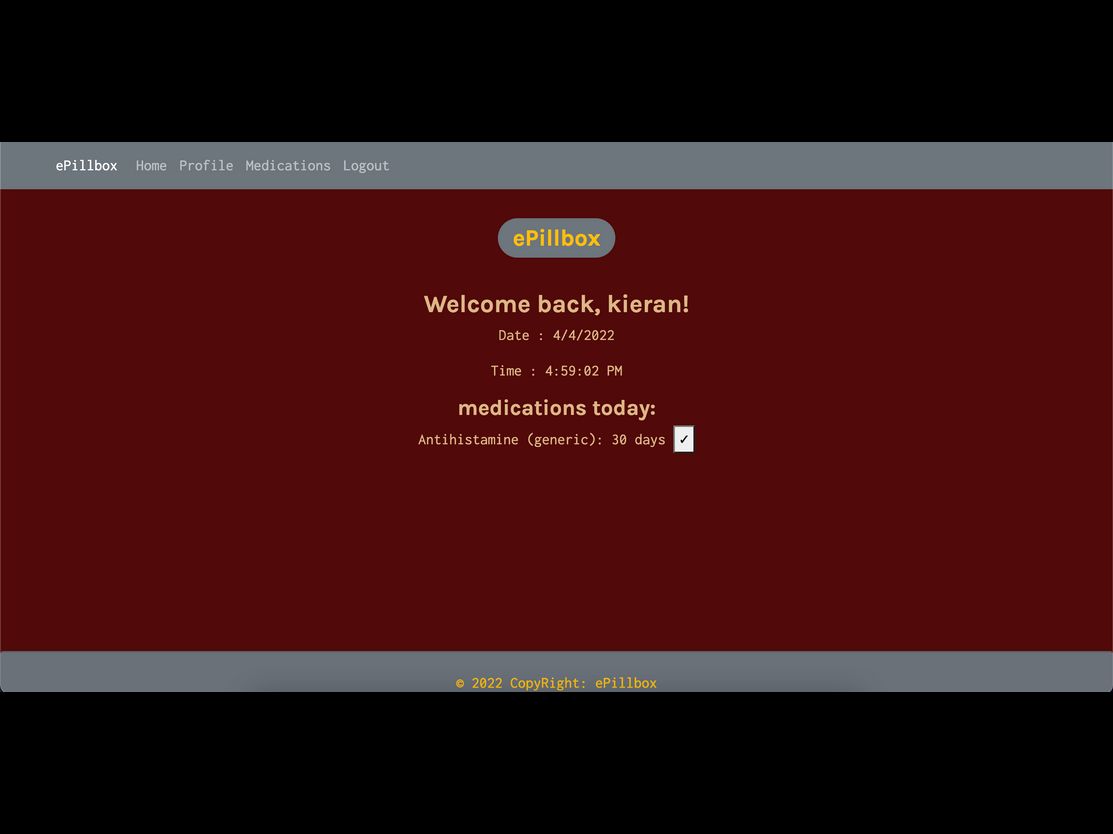 ePillbox Home Profile Medications Logout
ePillbox
Welcome back, kieran!
Date : 4/4/2022
Time : 4:59:02 PM
medications today:
Antihistamine (generic): 30 days ✓
© 2022 CopyRight: ePillbox